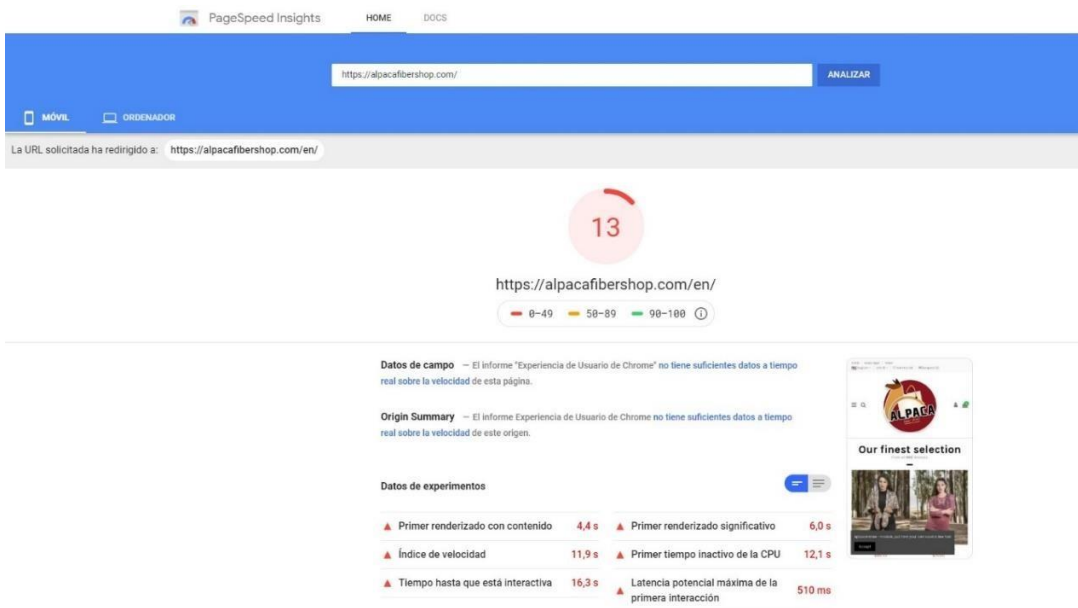 PageSpeed Insights
HOME
DOCS
https://alpacafibershop.com/
ANALIZAR
MÓVIL
ORDENADOR
La URL solicitada ha redirigido a: https://alpacafibershop.com/en/
13
https://alpacafibershop.com/en/
0-49 50-89 90-100
Datos de campo — El informe "Experiencia de Usuario de Chrome" no tiene suficientes datos a tiempo
real sobre la velocidad de esta página.
Origin Summary — El informe Experiencia de Usuario de Chrome no tiene suficientes datos a tiempo
real sobre la velocidad de este origen.
ALPACA
Our finest selection
Accept
Datos de experimentos
Primer renderizado con contenido 4,4 s
Primer renderizado significativo 6,0 s
Índice de velocidad 11,9 s
Primer tiempo inactivo de la CPU 12,1 s
Tiempo hasta que está interactiva 16,3 s
Latencia potencial máxima de la
primera interacción 510 ms